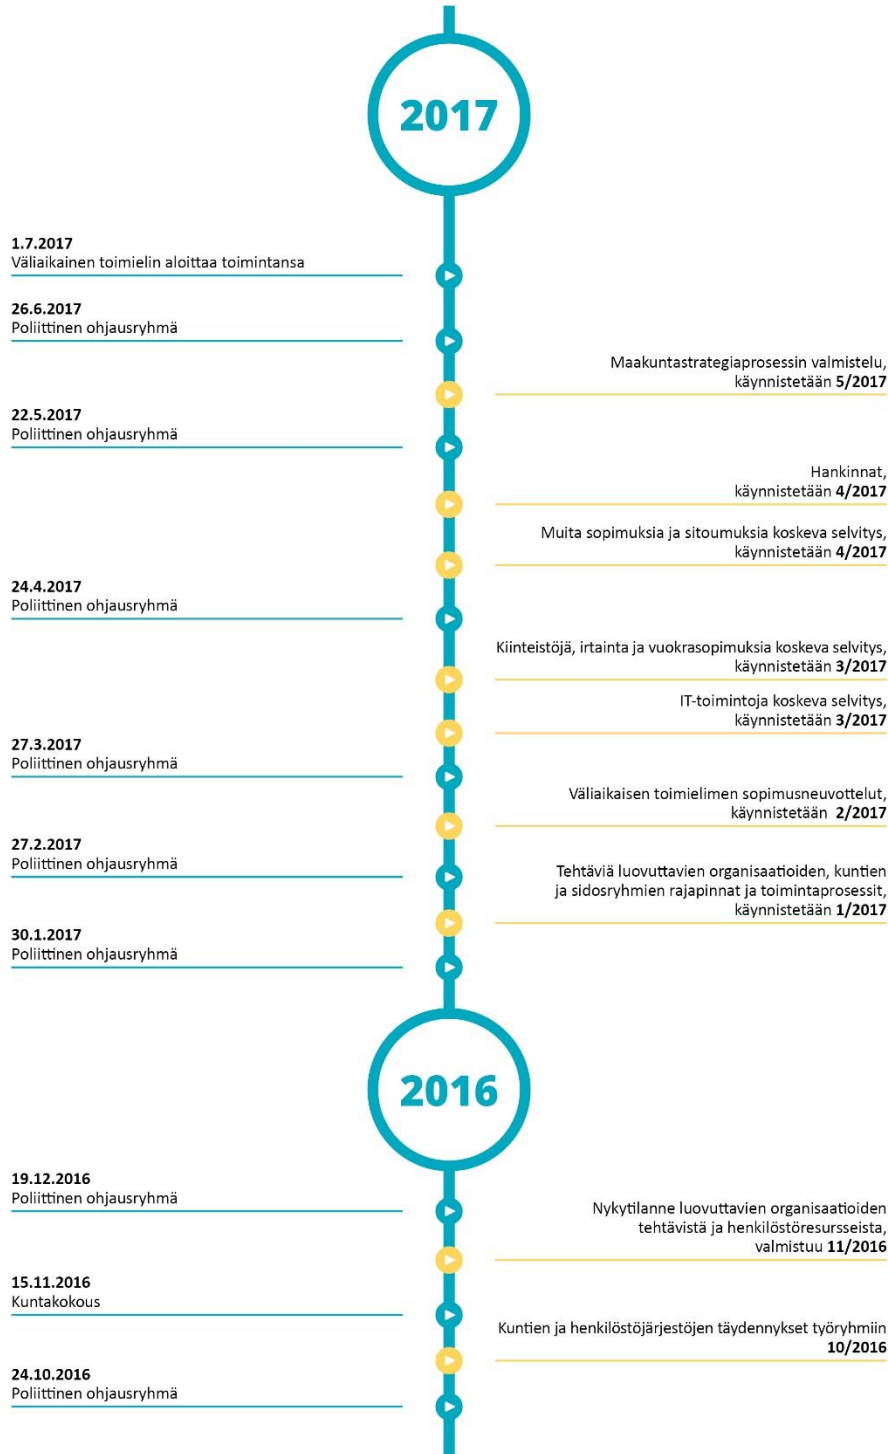 2017
1.7.2017
Väliaikainen toimielin aloittaa toimintansa
26.6.2017
Poliittinen ohjausryhmä
Maakuntastrategiaprosessin valmistelu,
käynnistetään 5/2017
22.5.2017
Poliittinen ohjausryhmä
Hankinnat,
käynnistetään 4/2017
Muita sopimuksia ja sitoumuksia koskeva selvitys,
käynnistetään 4/2017
24.4.2017
Poliittinen ohjausryhmä
Kiinteistöjä, irtainta ja vuokrasopimuksia koskeva selvitys,
käynnistetään 3/2017
IT-toimintoja koskeva selvitys,
käynnistetään 3/2017
27.3.2017
Poliittinen ohjausryhmä
Väliaikaisen toimielimen sopimusneuvottelut,
käynnistetään 2/2017
27.2.2017
Poliittinen ohjausryhmä
Tehtäviä luovuttavien organisaatioiden, kuntien
ja sidosryhmien rajapinnat ja toimintaprosessit,
käynnistetään 1/2017
30.1.2017
Poliittinen ohjausryhmä
2016
19.12.2016
Poliittinen ohjausryhmä
Nykytilanne luovuttavien organisaatioiden
tehtävistä ja henkilöstöresursseista,
valmistuu 11/2016
15.11.2016
Kuntakokous
Kuntien ja henkilöstöjärjestöjen täydennykset työryhmiin
10/2016
24.10.2016
Poliittinen ohjausryhmä